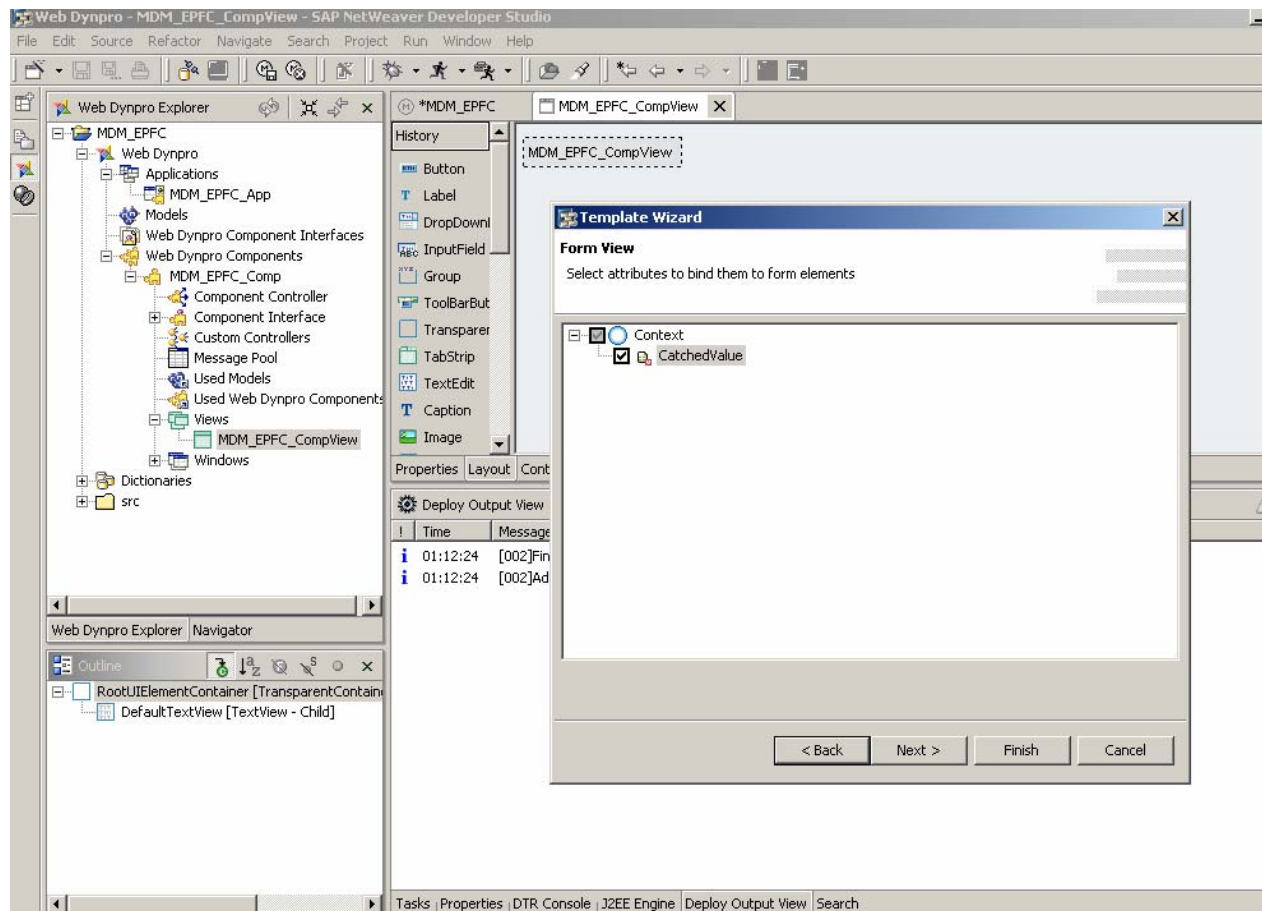 Web Dynpro - MDM_EPFC_CompView - SAP NetWeaver Developer Studio
File Edit Source Refactor Navigate Search Project Run Window Help
Web Dynpro Explorer
MDM_EPFC
Web Dynpro
Applications
MDM_EPFC_App
Models
Web Dynpro Component Interfaces
Web Dynpro Components
MDM_EPFC_Comp
Component Controller
Component Interface
Custom Controllers
Message Pool
Used Models
Used Web Dynpro Components
Views
MDM_EPFC_CompView
Windows
Dictionaries
src
Web Dynpro Explorer Navigator
Outline
RootUIElementContainer [TransparentContain
DefaultTextView [TextView - Child]
*MDM_EPFC MDM_EPFC_CompView
History
Button
Label
DropDownI
InputField
Group
ToolBarBut
Transparer
TabStrip
TextEdit
Caption
Image
MDM_EPFC_CompView
Properties Layout Cont
Template Wizard
Form View
Select attributes to bind them to form elements
Context
CatchedValue
< Back Next > Finish Cancel
Deploy Output View
! Time Message
01:12:24 [002]Fin
01:12:24 [002]Ad
Tasks Properties DTR Console J2EE Engine Deploy Output View Search